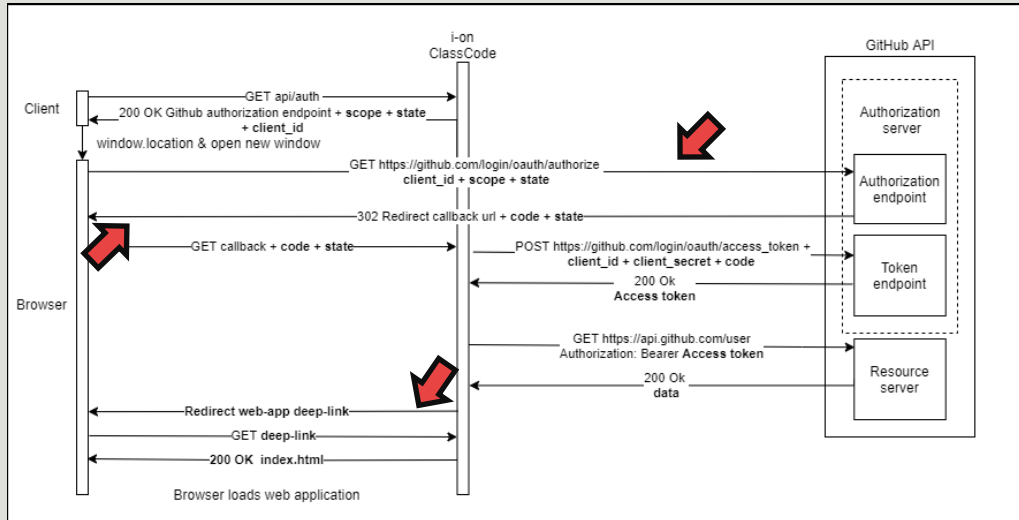 i-on
ClassCode
GitHub API
Client
GET api/auth
200 OK Github authorization endpoint + scope + state
+ client_id
window.location & open new window
Authorization
server
GET https://github.com/login/oauth/authorize
client_id + scope + state
Authorization
endpoint
302 Redirect callback url + code + state
GET callback + code + state
POST https://github.com/login/oauth/access_token +
client_id + client_secret + code
Token
endpoint
200 Ok
Access token
Browser
GET https://api.github.com/user
Authorization: Bearer Access token
Resource
server
200 Ok
data
Redirect web-app deep-link
GET deep-link
200 OK index.html
Browser loads web application